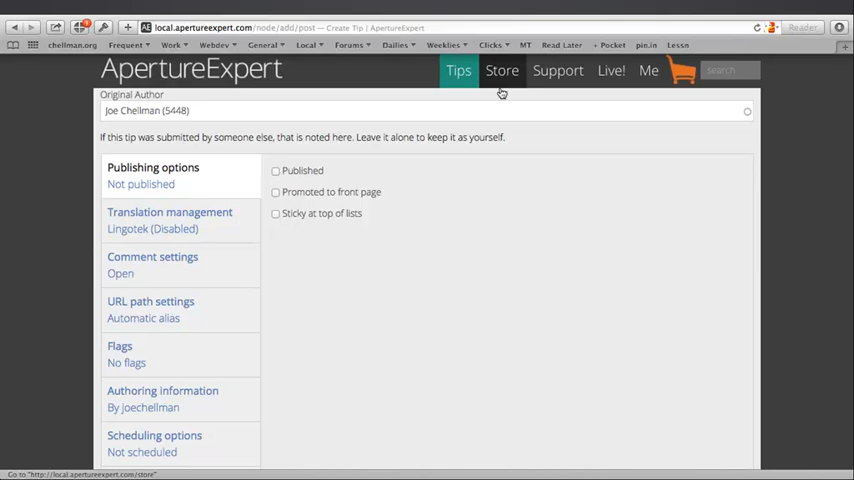 local.apertureexpert.com/node/add/post — Create Tip | ApertureExpert
Reader
chellman.org Frequent Work Webdev General Local Forums Dailies Weeklies Clicks MT Read Later + Pocket pin.in Lessn
ApertureExpert
Tips Store Support Live! Me search
Original Author
Joe Chellman (5448)
If this tip was submitted by someone else, that is noted here. Leave it alone to keep it as yourself.
Publishing options
Not published
Published
Promoted to front page
Sticky at top of lists
Translation management
Lingotek (Disabled)
Comment settings
Open
URL path settings
Automatic alias
Flags
No flags
Authoring information
By joechellman
Scheduling options
Not scheduled
Go to "http://local.apertureexpert.com/store"